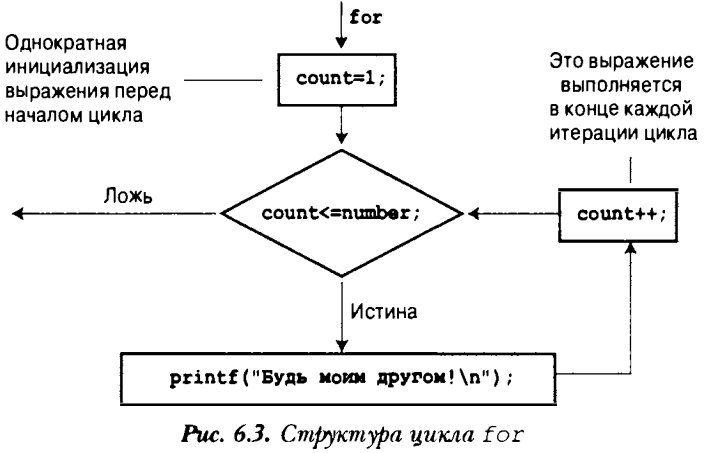 for
Однократная
инициализация
выражения перед
началом цикла
count=1;
Это выражение
выполняется
в конце каждой
итерации цикла
Ложь
count<=number;
count++;
Истина
printf("Будь моим другом!\n");
Рис. 6.3. Структура цикла for